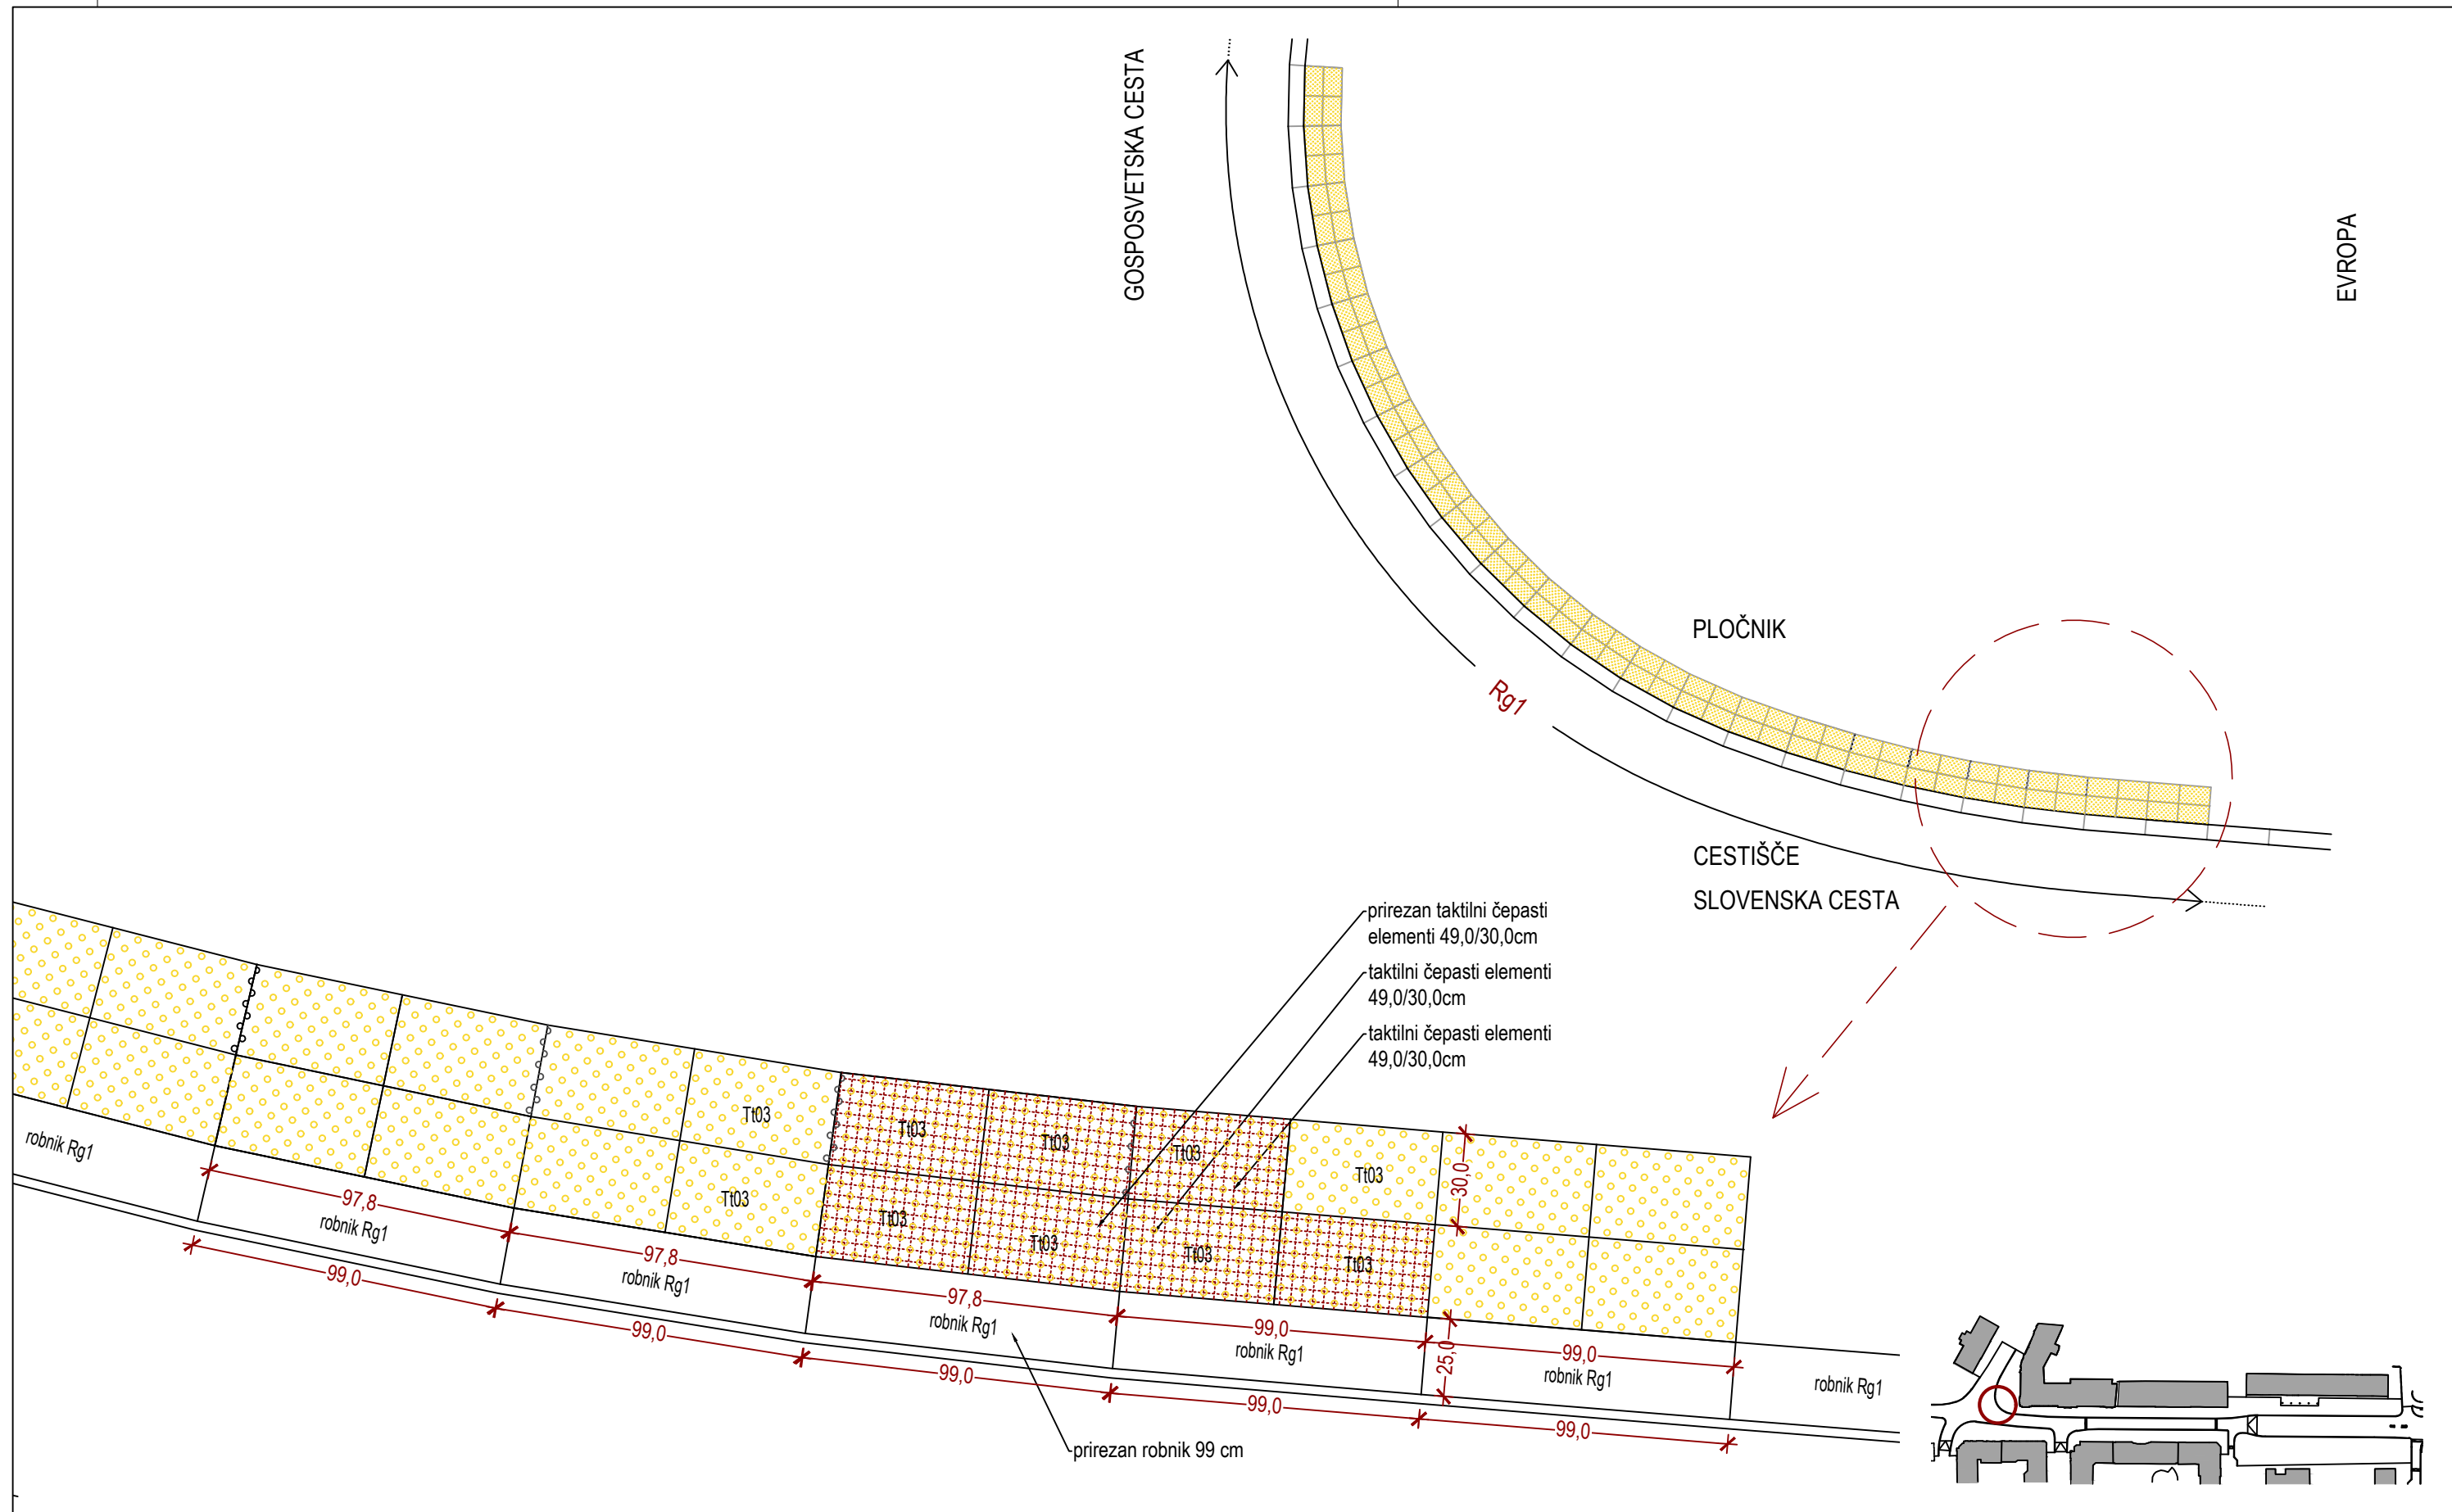 GOSPOSVETSKA CESTA
EVROPA
PLOČNIK
Rg1
CESTIŠČE
SLOVENSKA CESTA
prirezan taktilni čepasti
elementi 49,0/30,0cm
taktilni čepasti elementi
49,0/30,0cm
taktilni čepasti elementi
49,0/30,0cm
Tt03
Tt03
Tt03
Tt03
Tt03
Tt03
Tt03
Tt03
Tt03
Tt03
30,0
robnik Rg1
97,8
robnik Rg1
97,8
robnik Rg1
97,8
robnik Rg1
99,0
robnik Rg1
25,0
99,0
robnik Rg1
robnik Rg1
99,0
99,0
99,0
99,0
99,0
prirezan robnik 99 cm